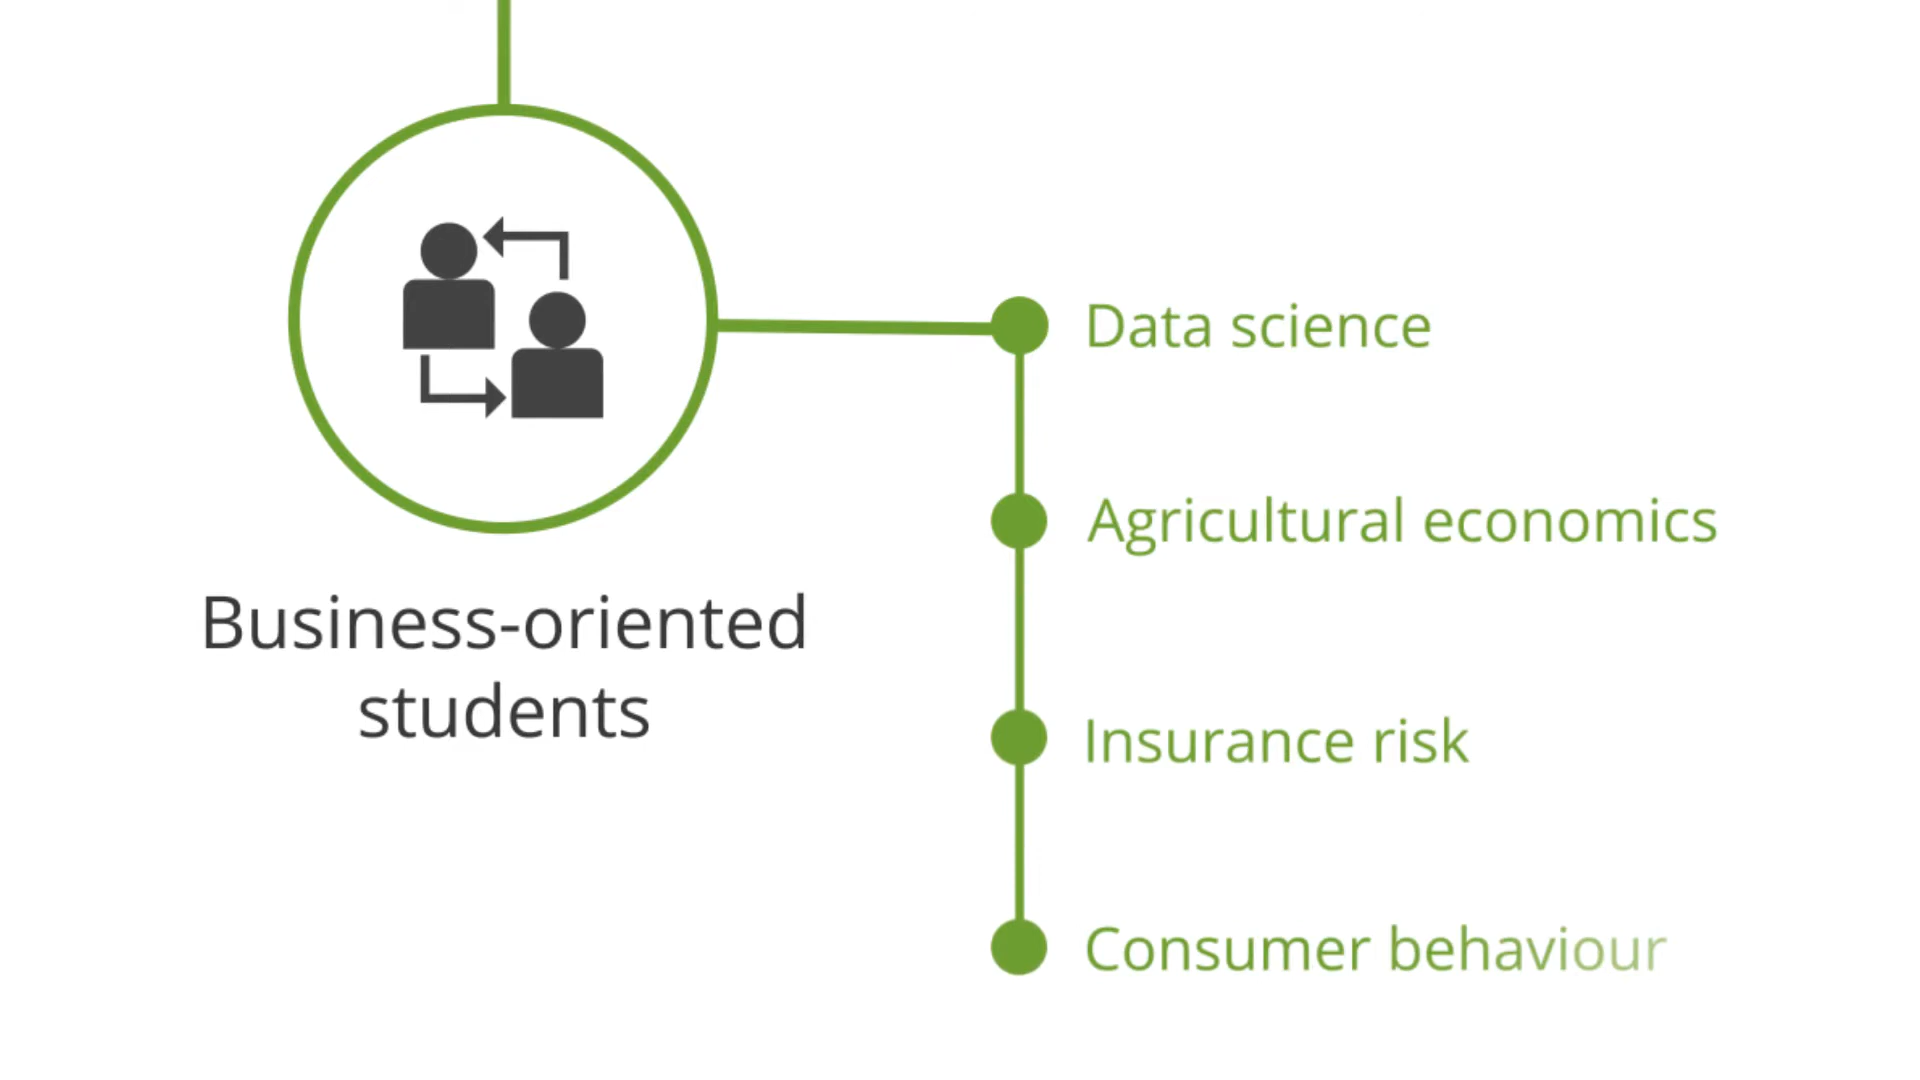 Business-oriented
students
Data science
Agricultural economics
Insurance risk
Consumer behaviour